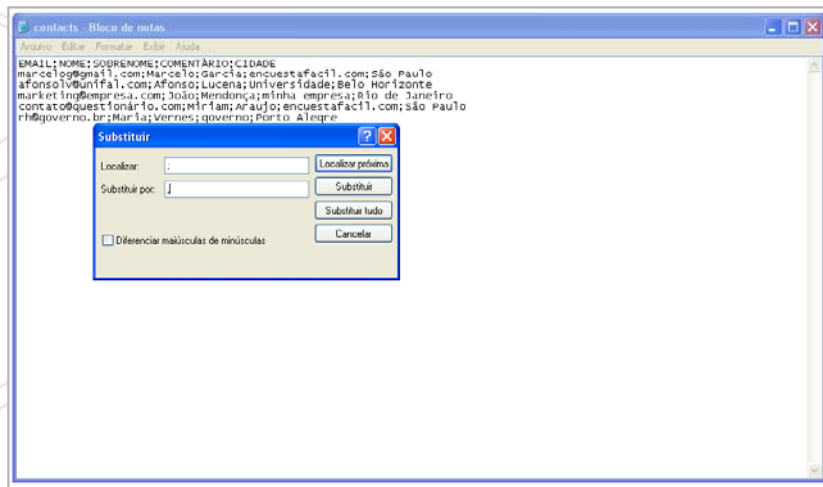 contacts - Bloco de notas
Arquivo Editar Formatar Exibir Ajuda
EMAIL;NOME;SOBRENOME;COMENTÁRIO;CIDADE
marcelog@gmail.com;Marcelo;Garcia;encuestafacil.com;São Paulo
afonsolv@unifal.com;Afonso;Lucena;Universidade;Belo Horizonte
marketing@empresa.com;João;Mendonça;minha empresa;Rio de Janeiro
contato@questionário.com;Miriam;Araujo;encuestafacil.com;São Paulo
rh@governo.br;Maria;Vernes;governo;Porto Alegre
Substituir
Localizar: ; Localizar próxima
Substituir por: , Substituir
Substituir tudo
Diferenciar maiúsculas de minúsculas Cancelar